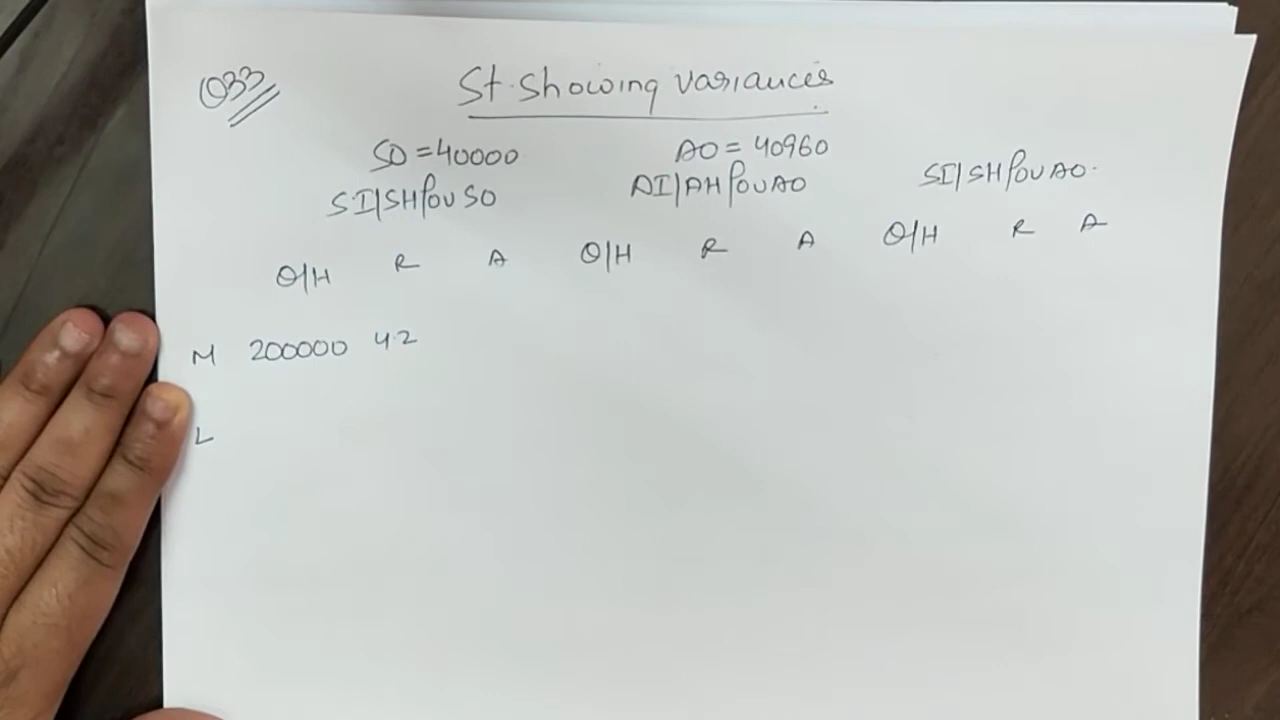 Q33
St. Showing variances
SO = 40000 AO = 40960
SI/SH for SO AI/AH for AO SI/SH for AO.
Q/H R A Q/H R A Q/H R A
M 200000 4.2
L